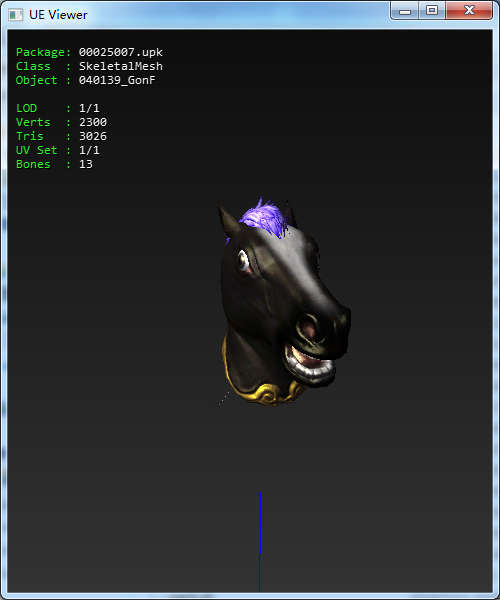 UE Viewer
Package: 00025007.upk
Class : SkeletalMesh
Object : 040139_GonF
LOD : 1/1
Verts : 2300
Tris : 3026
UV Set : 1/1
Bones : 13